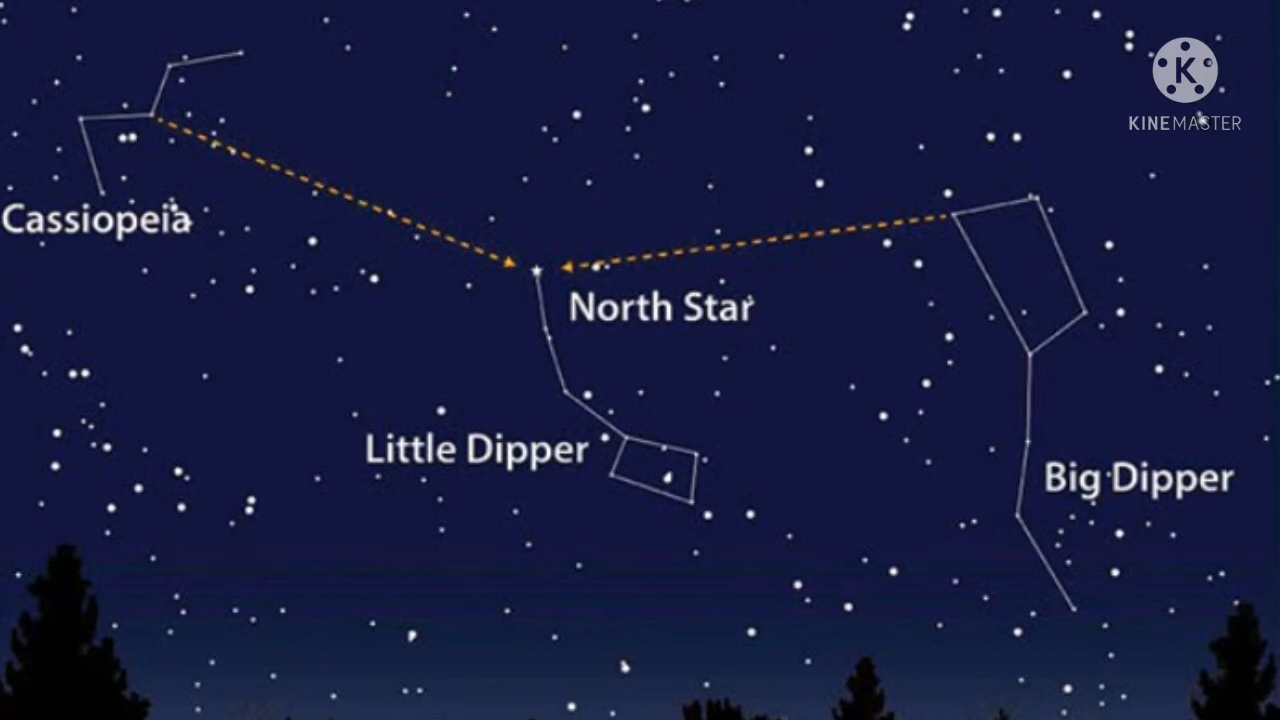 K
KINEMASTER
Cassiopeia
North Star
Little Dipper
Big Dipper